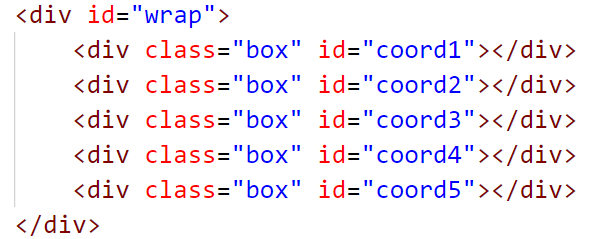 <div id="wrap">
    <div class="box" id="coord1"></div>
    <div class="box" id="coord2"></div>
    <div class="box" id="coord3"></div>
    <div class="box" id="coord4"></div>
    <div class="box" id="coord5"></div>
</div>